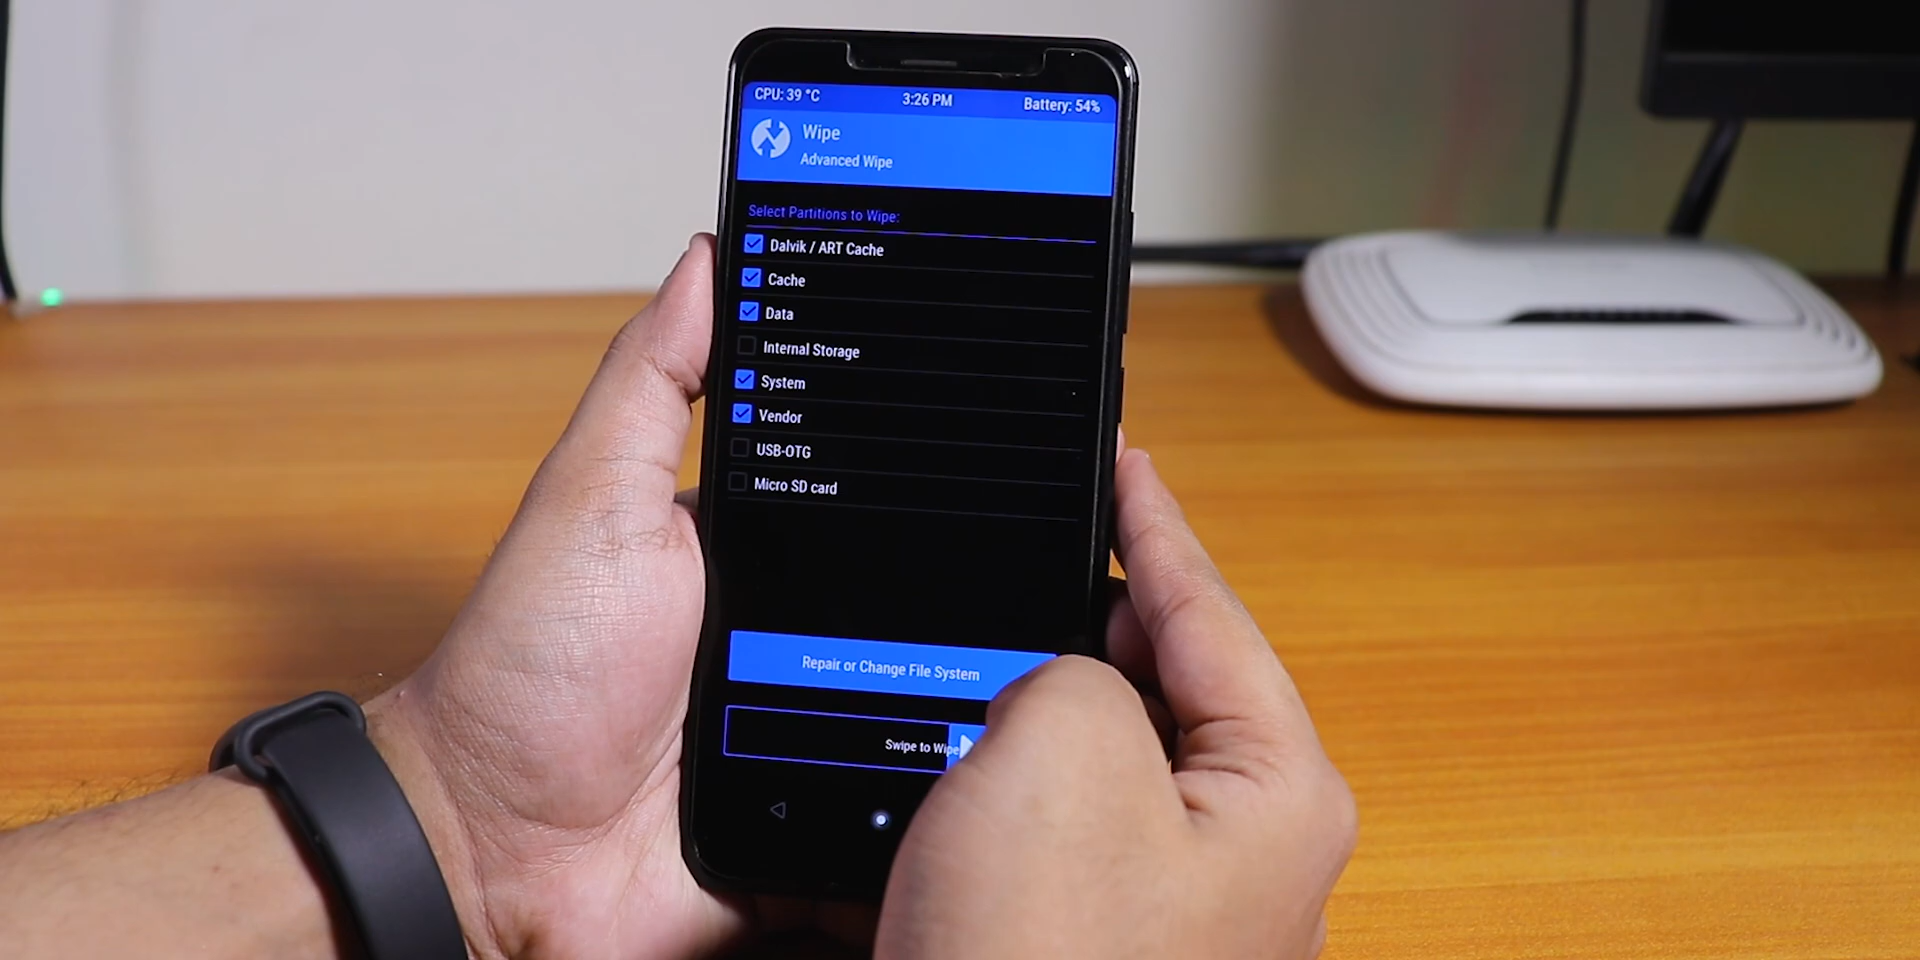 CPU: 39 °C 3:26 PM Battery: 54%
Wipe
Advanced Wipe
Select Partitions to Wipe:
Dalvik / ART Cache
Cache
Data
Internal Storage
System
Vendor
USB-OTG
Micro SD card
Repair or Change File System
Swipe to Wipe